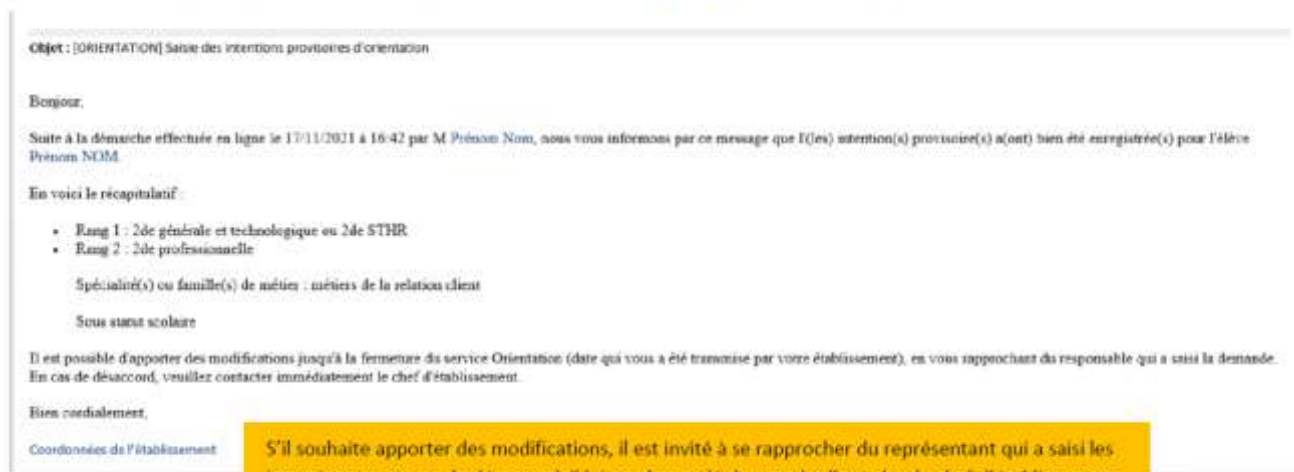 Objet : [ORIENTATION] Saisie des intentions provisoires d'orientation
Bonjour,
Suite à la démarche effectuée en ligne le 17/11/2021 à 16:42 par M Prénom Nom, nous vous informons par ce message que l'(les) intention(s) provisoire(s) a(ont) bien été enregistrée(s) pour l'élève
Prénom NOM.
En voici le récapitulatif :
• Rang 1 : 2de générale et technologique ou 2de STHR
• Rang 2 : 2de professionnelle
Spécialité(s) ou famille(s) de métier : métiers de la relation client
Sous statut scolaire
Il est possible d'apporter des modifications jusqu'à la fermeture du service Orientation (date qui vous a été transmise par votre établissement), en vous rapprochant du responsable qui a saisi la demande.
En cas de désaccord, veuillez contacter immédiatement le chef d'établissement.
Bien cordialement,
Coordonnées de l'établissement
S'il souhaite apporter des modifications, il est invité à se rapprocher du représentant qui a saisi les